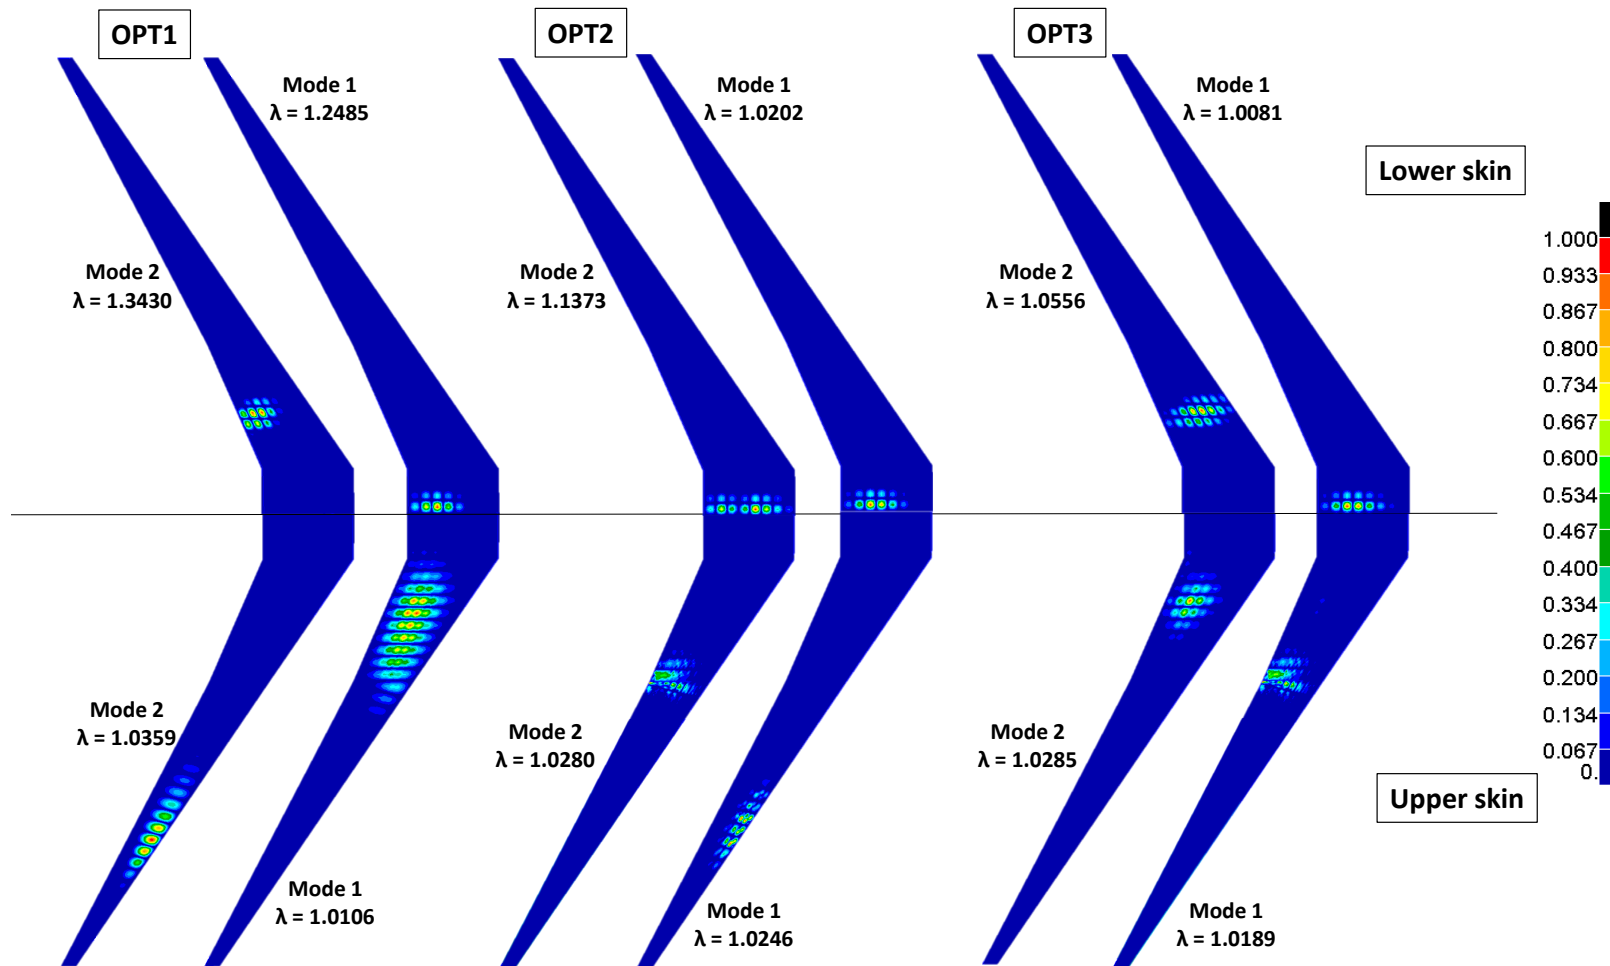 OPT1
OPT2
OPT3
Mode 1
λ = 1.2485
Mode 1
λ = 1.0202
Mode 1
λ = 1.0081
Lower skin
Mode 2
λ = 1.3430
Mode 2
λ = 1.1373
Mode 2
λ = 1.0556
1.000
0.933
0.867
0.800
0.734
0.667
0.600
0.534
0.467
0.400
0.334
0.267
0.200
0.134
0.067
0.
Mode 2
λ = 1.0359
Mode 2
λ = 1.0280
Mode 2
λ = 1.0285
Upper skin
Mode 1
λ = 1.0106
Mode 1
λ = 1.0246
Mode 1
λ = 1.0189